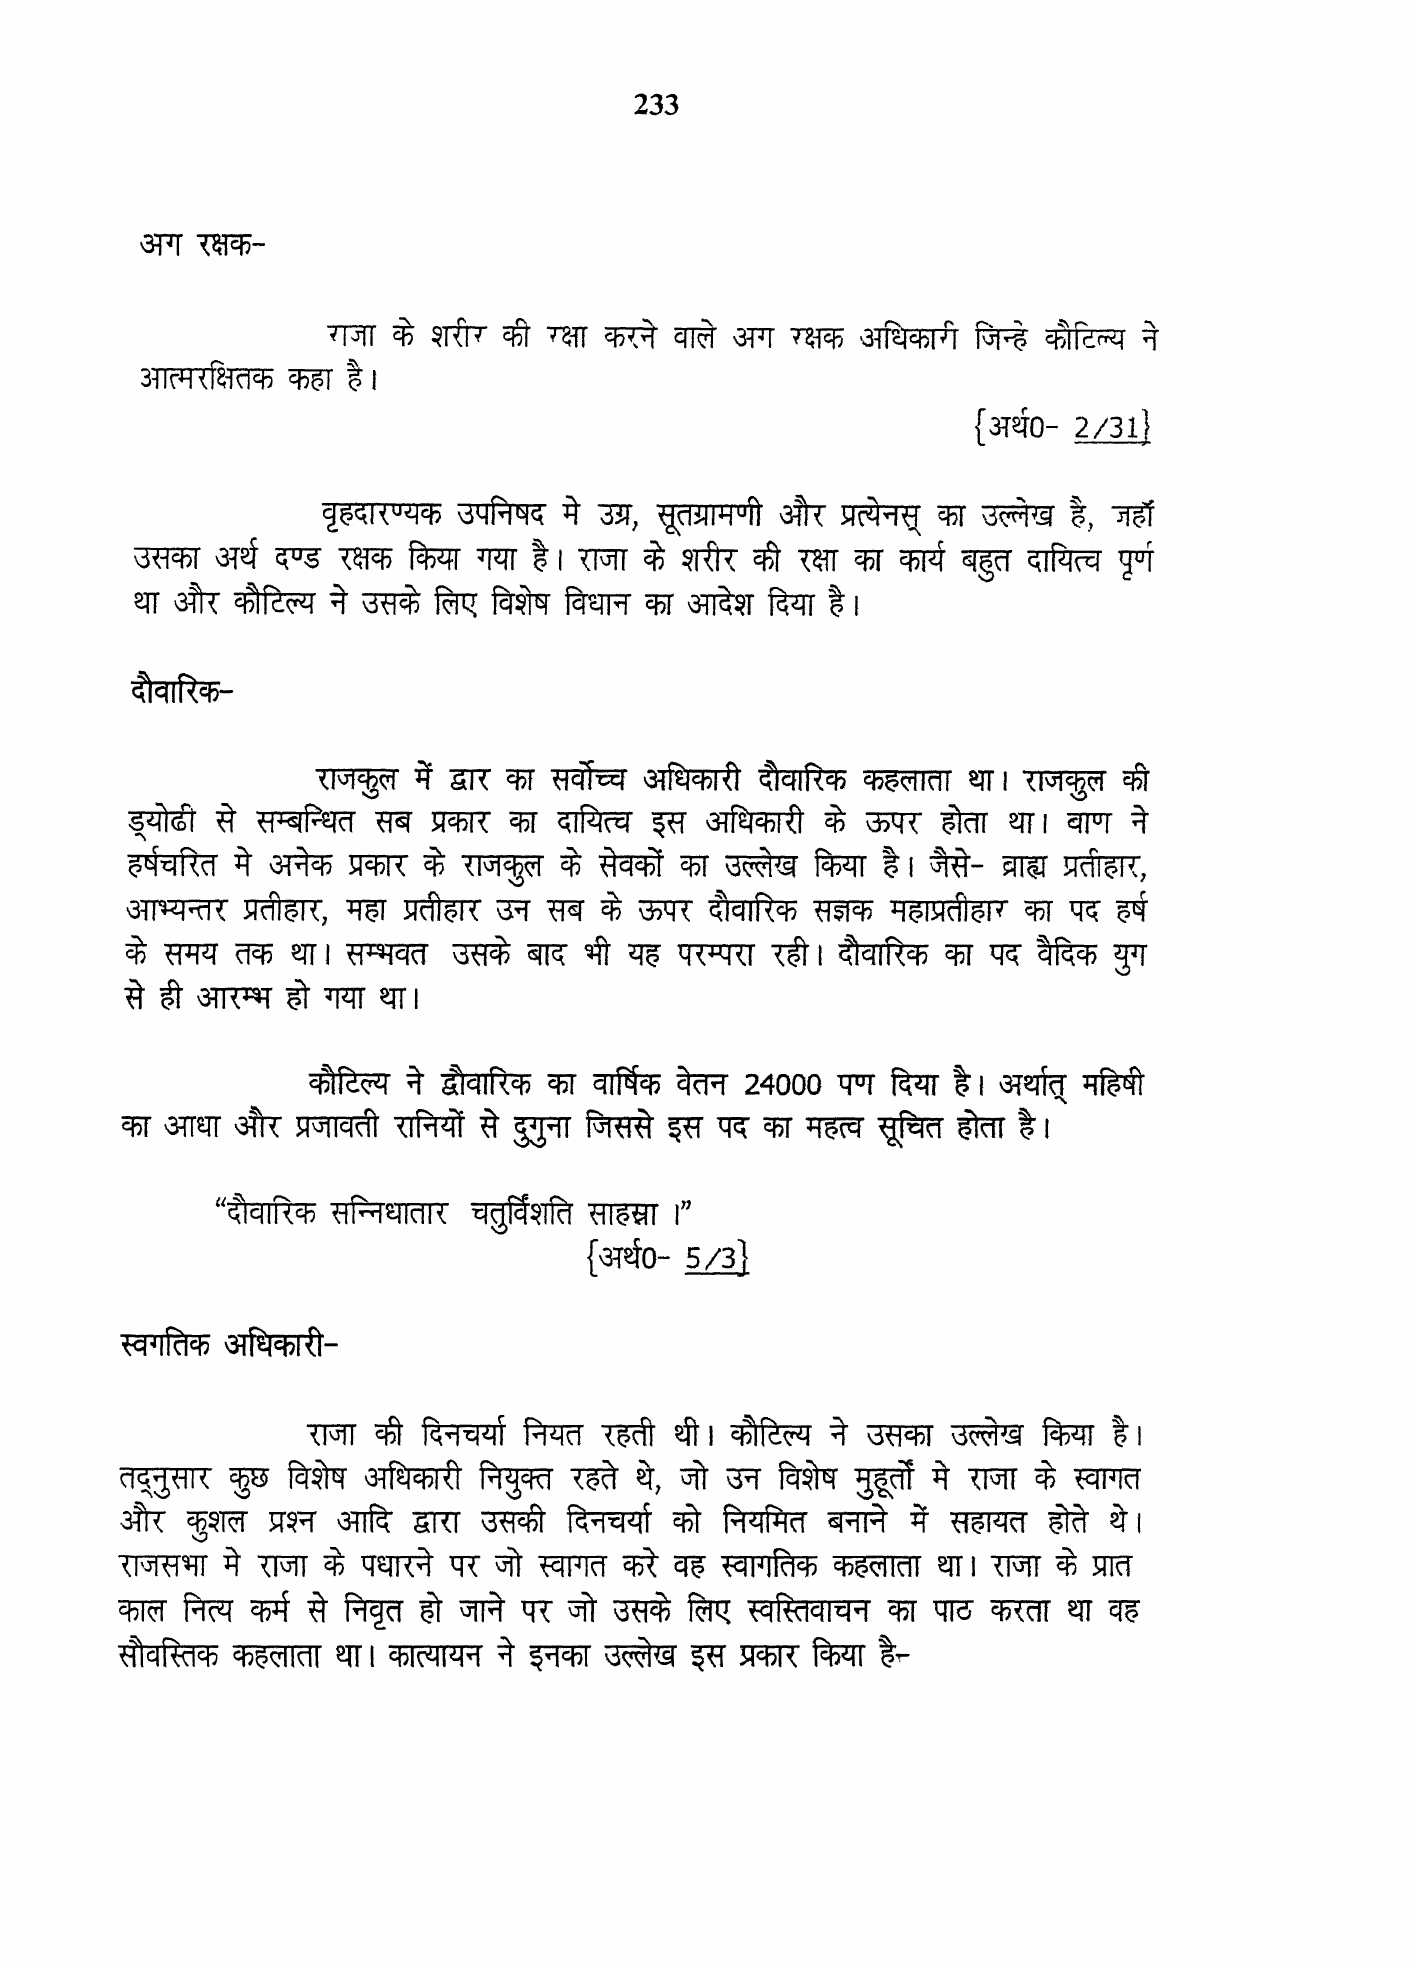 233
अग रक्षक-
राजा के शरीर की रक्षा करने वाले अग रक्षक अधिकारी जिन्हे कौटिल्य ने
आत्मरक्षितक कहा है।
{अर्थ0- 2/31}
वृहदारण्यक उपनिषद मे उग्र, सूतग्रामणी और प्रत्येनस् का उल्लेख है, जहाॅ
उसका अर्थ दण्ड रक्षक किया गया है। राजा के शरीर की रक्षा का कार्य बहुत दायित्व पूर्ण
था और कौटिल्य ने उसके लिए विशेष विधान का आदेश दिया है।
दौवारिक-
राजकुल में द्वार का सर्वोच्च अधिकारी दौवारिक कहलाता था। राजकुल की
ड्योढी से सम्बन्धित सब प्रकार का दायित्व इस अधिकारी के ऊपर होता था। वाण ने
हर्षचरित मे अनेक प्रकार के राजकुल के सेवकों का उल्लेख किया है। जैसे- व्राह्य प्रतीहार,
आभ्यन्तर प्रतीहार, महा प्रतीहार उन सब के ऊपर दौवारिक सज्ञक महाप्रतीहार का पद हर्ष
के समय तक था। सम्भवत उसके बाद भी यह परम्परा रही। दौवारिक का पद वैदिक युग
से ही आरम्भ हो गया था।
कौटिल्य ने द्वौवारिक का वार्षिक वेतन 24000 पण दिया है। अर्थात् महिषी
का आधा और प्रजावती रानियों से दुगुना जिससे इस पद का महत्व सूचित होता है।
“दौवारिक सन्निधातार चतुर्विंशति साहस्रा ।”
{अर्थ0- 5/3}
स्वगतिक अधिकारी-
राजा की दिनचर्या नियत रहती थी। कौटिल्य ने उसका उल्लेख किया है।
तद्नुसार कुछ विशेष अधिकारी नियुक्त रहते थे, जो उन विशेष मुहूर्तों मे राजा के स्वागत
और कुशल प्रश्न आदि द्वारा उसकी दिनचर्या को नियमित बनाने में सहायत होते थे।
राजसभा मे राजा के पधारने पर जो स्वागत करे वह स्वागतिक कहलाता था। राजा के प्रात
काल नित्य कर्म से निवृत हो जाने पर जो उसके लिए स्वस्तिवाचन का पाठ करता था वह
सौवस्तिक कहलाता था। कात्यायन ने इनका उल्लेख इस प्रकार किया है-